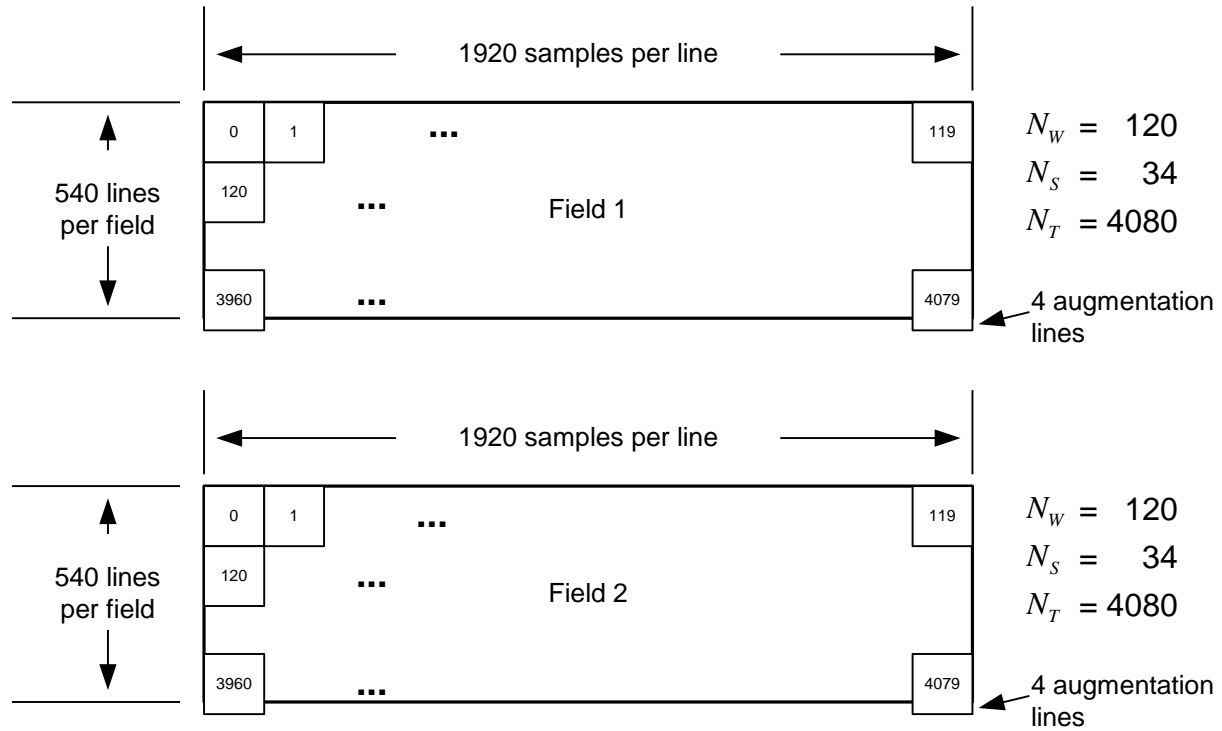 1920 samples per line
540 lines
per field
0 1 ... 119
120 ... Field 1
3960 ... 4079
N_W = 120
N_S = 34
N_T = 4080
4 augmentation
lines
1920 samples per line
540 lines
per field
0 1 ... 119
120 ... Field 2
3960 ... 4079
N_W = 120
N_S = 34
N_T = 4080
4 augmentation
lines